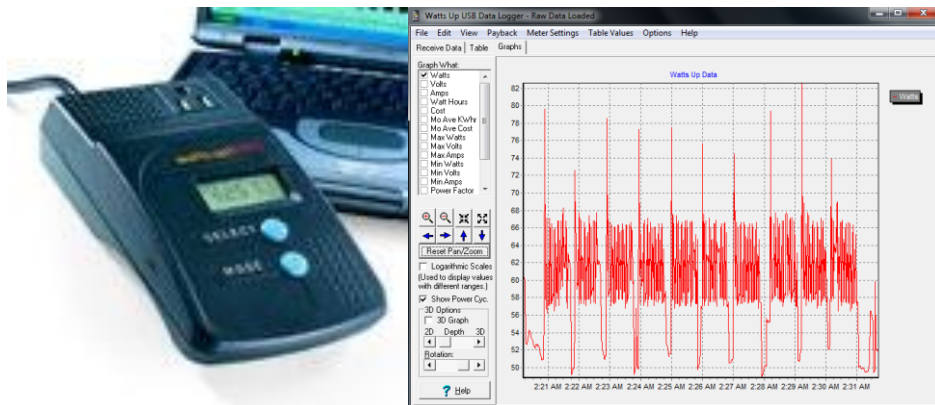 SELECT
MODE
Watts Up USB Data Logger - Raw Data Loaded
File Edit View Payback Meter Settings Table Values Options Help
Receive Data Table Graphs
Graph What:
Watts
Volts
Amps
Watt Hours
Cost
Mo Ave KWhr
Mo Ave Cost
Max Watts
Max Volts
Max Amps
Min Watts
Min Volts
Min Amps
Power Factor
Reset Pan/Zoom
Logarithmic Scales
(Used to display values
with different ranges.)
Show Power Cyc.
3D Options
3D Graph
2D Depth 3D
Rotation:
? Help
Watts Up Data
82
80
78
76
74
72
70
68
66
64
62
60
58
56
54
52
50
2:21 AM 2:22 AM 2:23 AM 2:24 AM 2:25 AM 2:26 AM 2:27 AM 2:28 AM 2:29 AM 2:30 AM 2:31 AM
Watts